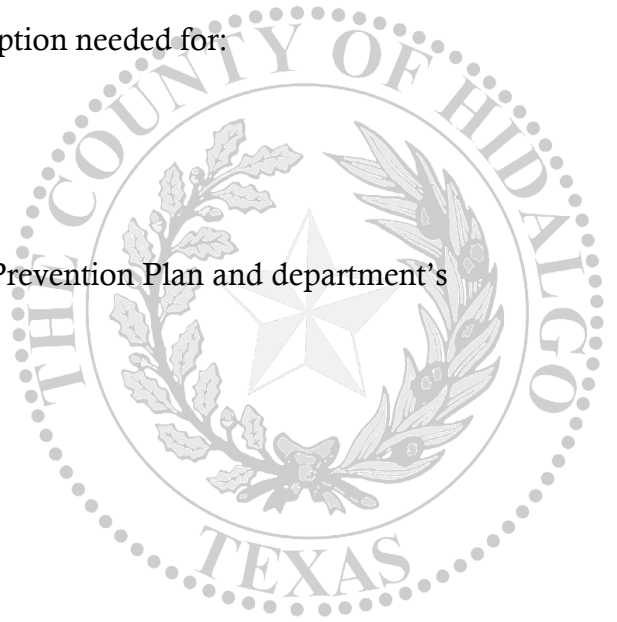 ption needed for:
THE COUNTY OF HIDALGO
Prevention Plan and department's
TEXAS